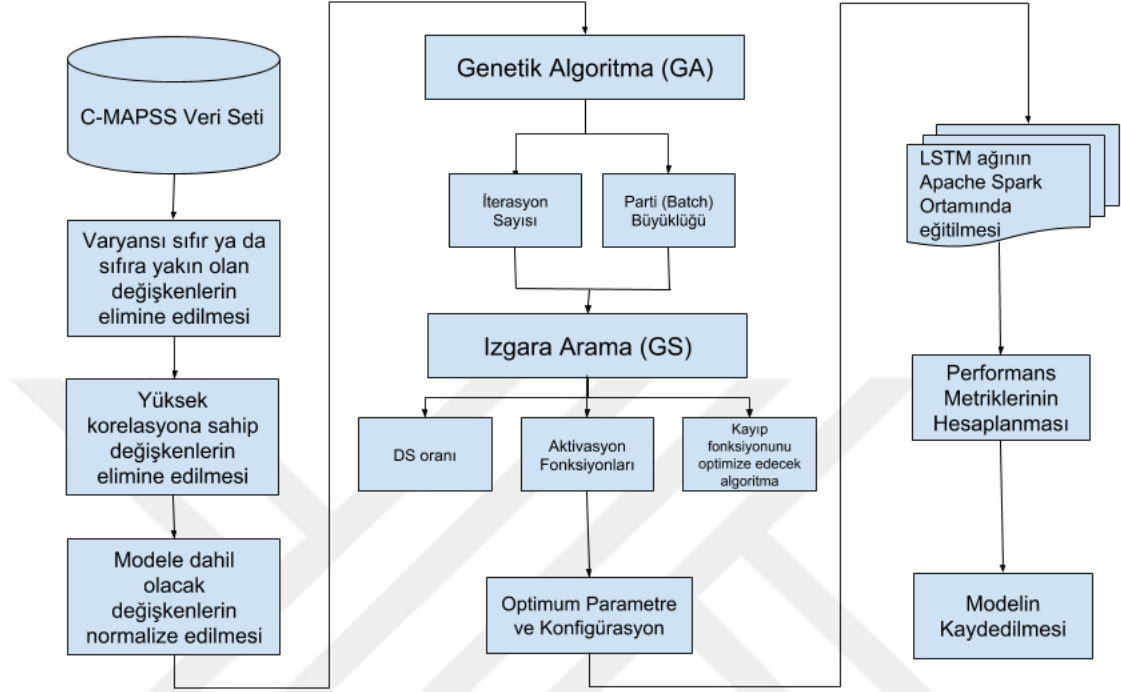 C-MAPSS Veri Seti
Varyansı sıfır ya da
sıfıra yakın olan
değişkenlerin
elimine edilmesi
Yüksek
korelasyona sahip
değişkenlerin
elimine edilmesi
Modele dahil
olacak
değişkenlerin
normalize edilmesi
Genetik Algoritma (GA)
İterasyon
Sayısı
Parti (Batch)
Büyüklüğü
Izgara Arama (GS)
DS oranı
Aktivasyon
Fonksiyonları
Kayıp
fonksiyonunu
optimize edecek
algoritma
Optimum Parametre
ve Konfigürasyon
LSTM ağının
Apache Spark
Ortamında
eğitilmesi
Performans
Metriklerinin
Hesaplanması
Modelin
Kaydedilmesi